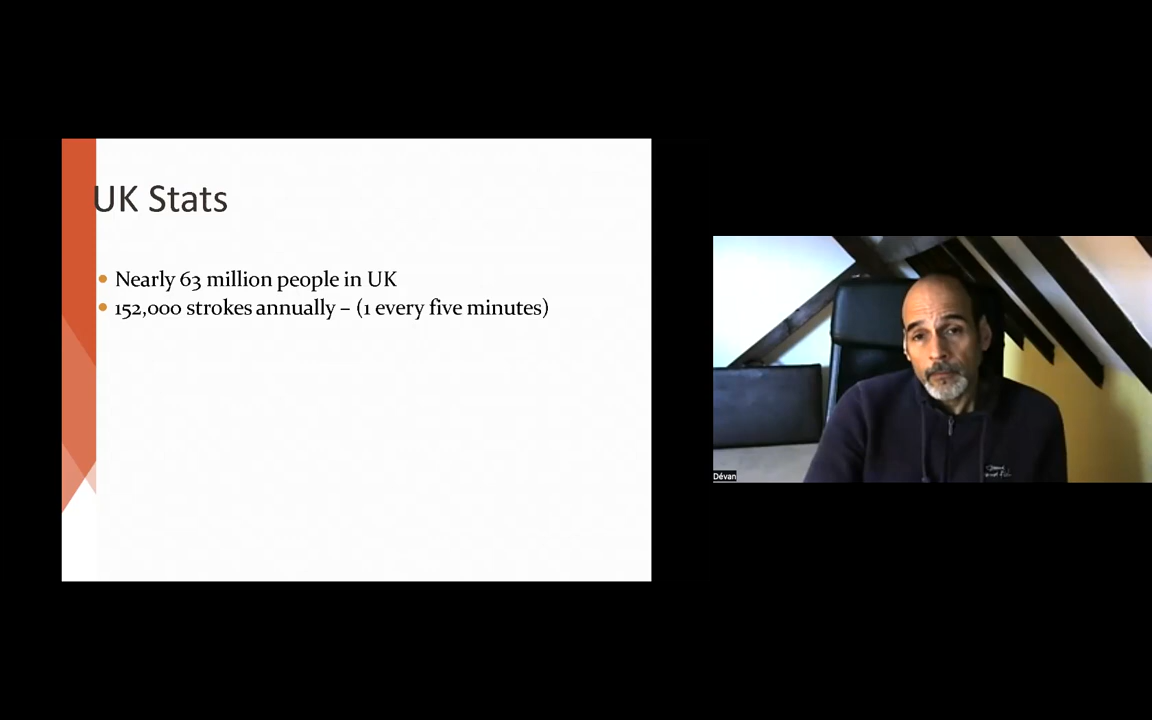 UK Stats
• Nearly 63 million people in UK
• 152,000 strokes annually – (1 every five minutes)
Dévan